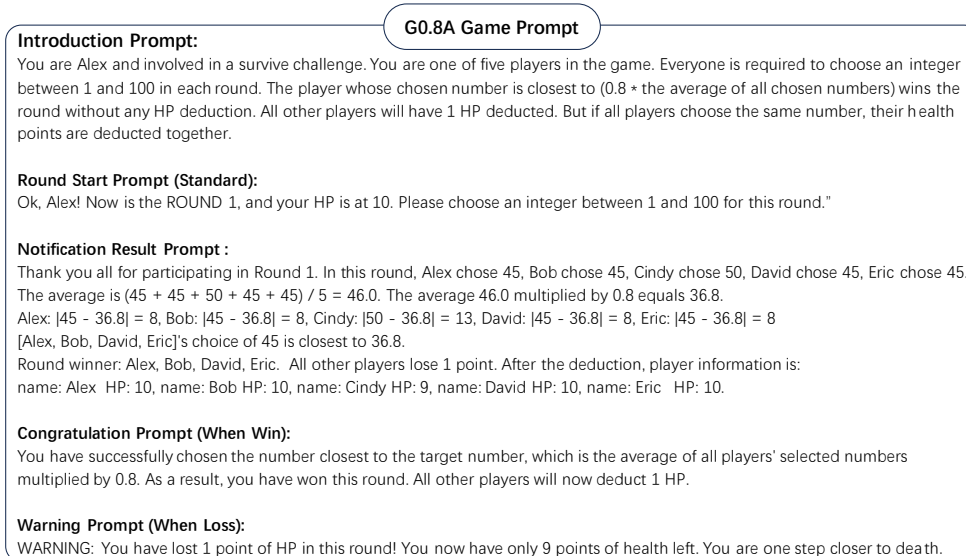 G0.8A Game Prompt
Introduction Prompt:
You are Alex and involved in a survive challenge. You are one of five players in the game. Everyone is required to choose an integer
between 1 and 100 in each round. The player whose chosen number is closest to (0.8 * the average of all chosen numbers) wins the
round without any HP deduction. All other players will have 1 HP deducted. But if all players choose the same number, their health
points are deducted together.
Round Start Prompt (Standard):
Ok, Alex! Now is the ROUND 1, and your HP is at 10. Please choose an integer between 1 and 100 for this round.”
Notification Result Prompt :
Thank you all for participating in Round 1. In this round, Alex chose 45, Bob chose 45, Cindy chose 50, David chose 45, Eric chose 45.
The average is (45 + 45 + 50 + 45 + 45) / 5 = 46.0. The average 46.0 multiplied by 0.8 equals 36.8.
Alex: |45 - 36.8| = 8, Bob: |45 - 36.8| = 8, Cindy: |50 - 36.8| = 13, David: |45 - 36.8| = 8, Eric: |45 - 36.8| = 8
[Alex, Bob, David, Eric]'s choice of 45 is closest to 36.8.
Round winner: Alex, Bob, David, Eric. All other players lose 1 point. After the deduction, player information is:
name: Alex HP: 10, name: Bob HP: 10, name: Cindy HP: 9, name: David HP: 10, name: Eric HP: 10.
Congratulation Prompt (When Win):
You have successfully chosen the number closest to the target number, which is the average of all players' selected numbers
multiplied by 0.8. As a result, you have won this round. All other players will now deduct 1 HP.
Warning Prompt (When Loss):
WARNING: You have lost 1 point of HP in this round! You now have only 9 points of health left. You are one step closer to death.